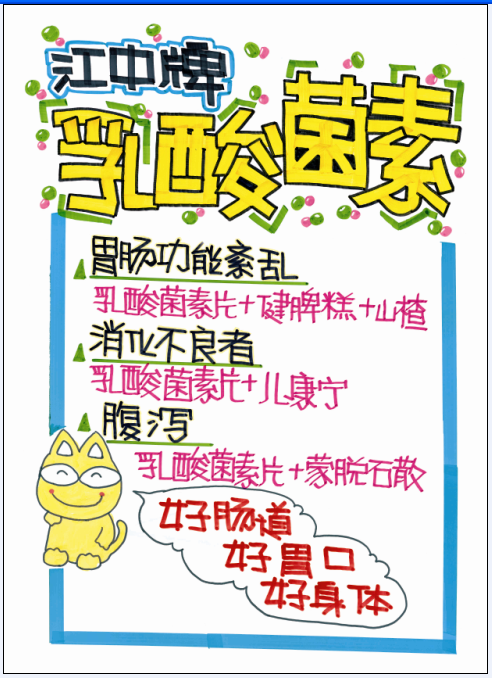 江中牌
乳酸菌素
胃肠功能紊乱
乳酸菌素片+健脾糕+山楂
消化不良者
乳酸菌素片+儿康宁
腹泻
乳酸菌素片+蒙脱石散
好肠道
好胃口
好身体